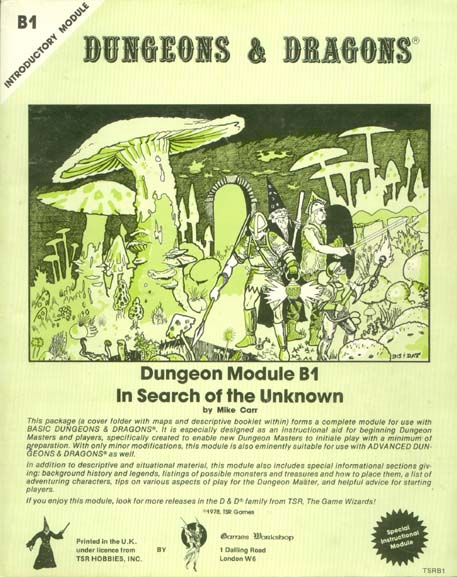 B1
INTRODUCTORY MODULE
DUNGEONS & DRAGONS®
DIS & DAT
Dungeon Module B1
In Search of the Unknown
by Mike Carr
This package (a cover folder with maps and descriptive booklet within) forms a complete module for use with
BASIC DUNGEONS & DRAGONS®. It is especially designed as an instructional aid for beginning Dungeon
Masters and players, specifically created to enable new Dungeon Masters to initiate play with a minimum of
preparation. With only minor modifications, this module is also eminently suitable for use with ADVANCED DUN-
GEONS & DRAGONS® as well.
In addition to descriptive and situational material, this module also includes special informational sections giv-
ing: background history and legends, listings of possible monsters and treasures and how to place them, a list of
adventuring characters, tips on various aspects of play for the Dungeon Master, and helpful advice for starting
players.
If you enjoy this module, look for more releases in the D & D® family from TSR, The Game Wizards!
©1978, TSR Games
Printed in the U.K.
under licence from
TSR HOBBIES, INC.
BY
Games Workshop
1 Dalling Road
London W6
Special
Instructional
Module
TSRB1